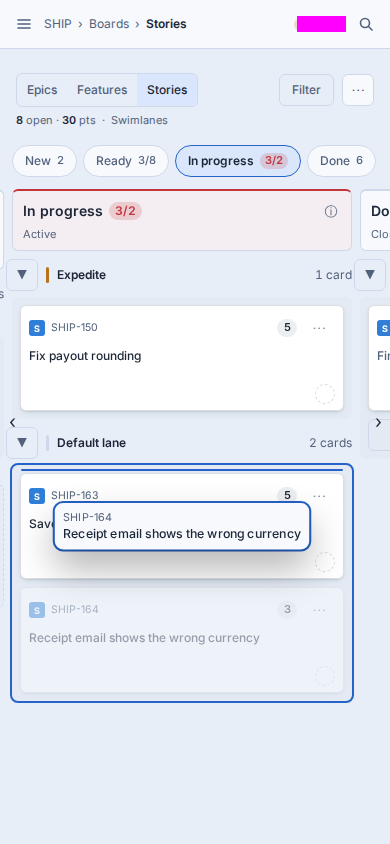 SHIP › Boards › Stories
Epics Features Stories Filter ...
8 open · 30 pts · Swimlanes
New 2 Ready 3/8 In progress 3/2 Done 6
In progress 3/2
Active
Do
Clos
Expedite 1 card
s
S SHIP-150 5 ...
Fix payout rounding
S
Fin
Default lane 2 cards
S SHIP-163 5 ...
Save
SHIP-164
Receipt email shows the wrong currency
S SHIP-164 3 ...
Receipt email shows the wrong currency